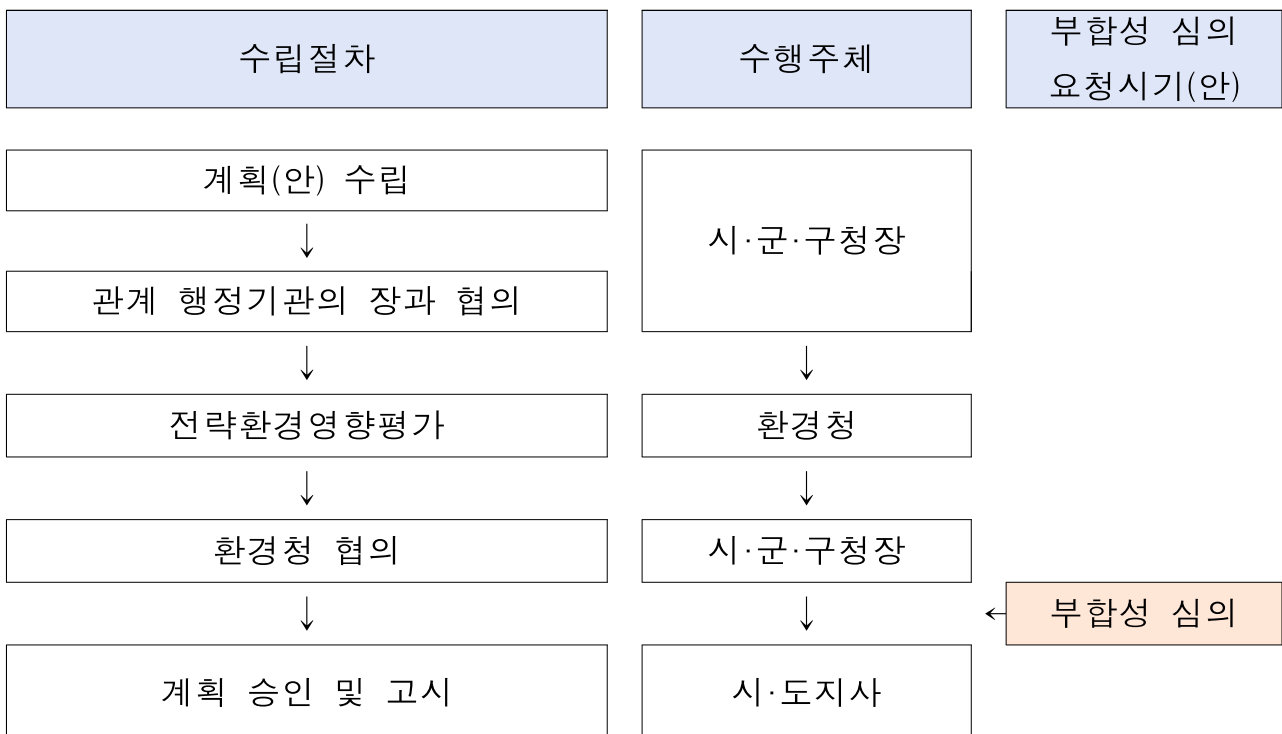 수립절차
수행주체
부합성 심의
요청시기(안)
계획(안) 수립
시·군·구청장
관계 행정기관의 장과 협의
전략환경영향평가
환경청
환경청 협의
시·군·구청장
부합성 심의
계획 승인 및 고시
시·도지사